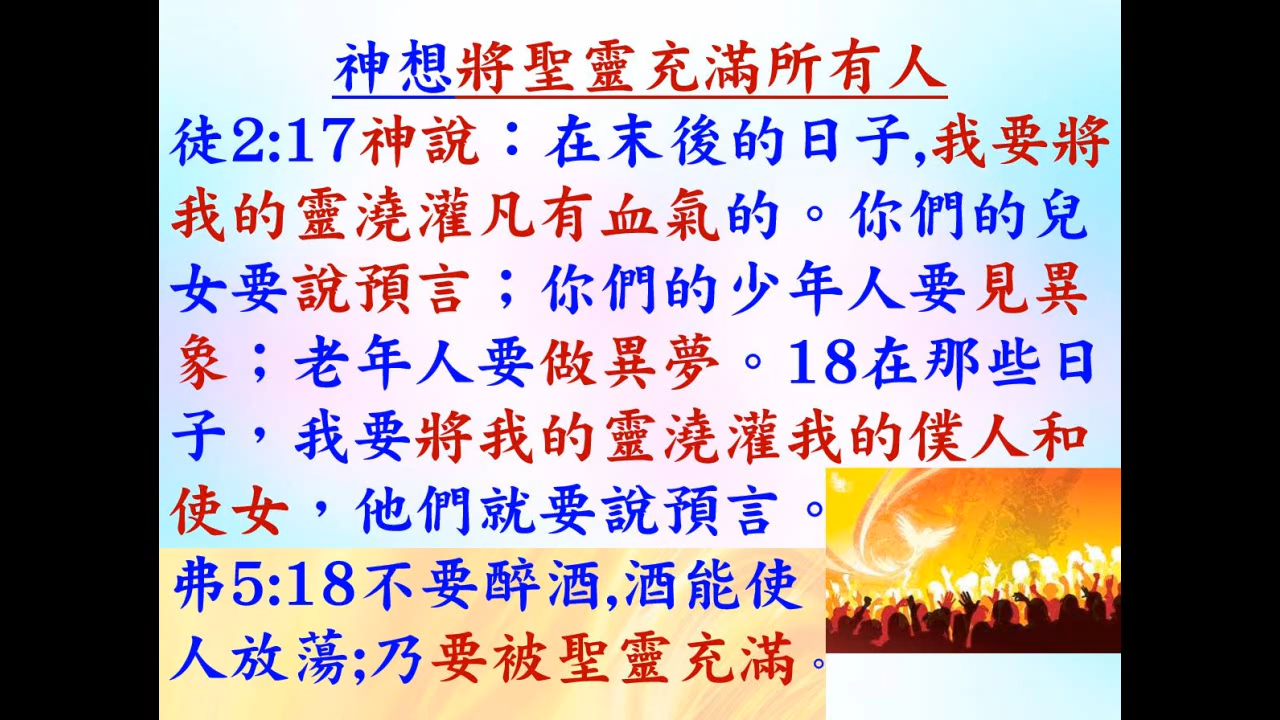 神想將聖靈充滿所有人
徒2:17神說：在末後的日子,我要將
我的靈澆灌凡有血氣的。你們的兒
女要說預言；你們的少年人要見異
象；老年人要做異夢。18在那些日
子，我要將我的靈澆灌我的僕人和
使女，他們就要說預言。
弗5:18不要醉酒,酒能使
人放蕩;乃要被聖靈充滿。